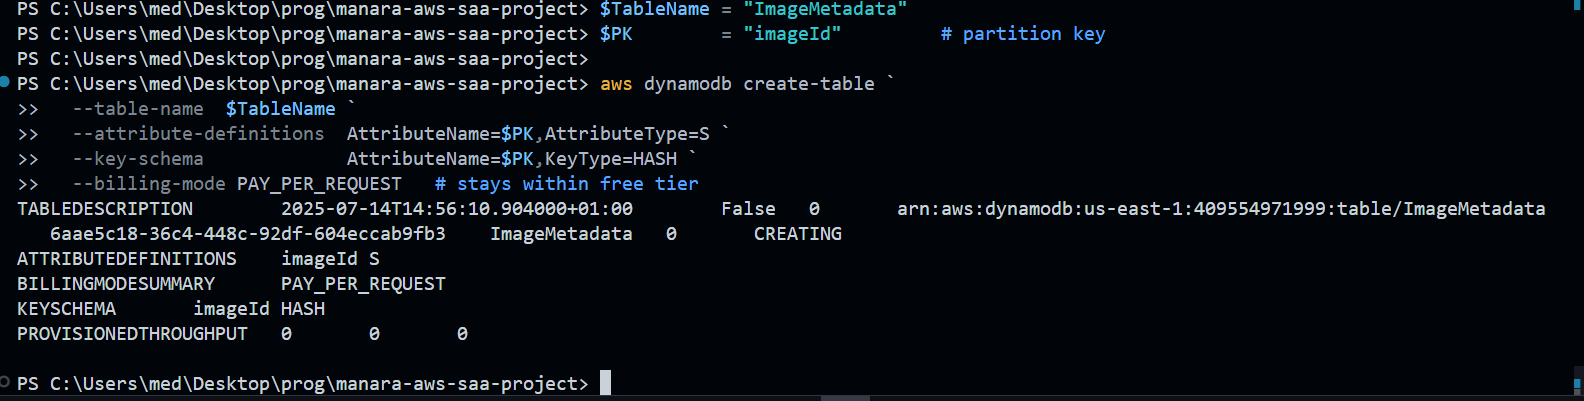 PS C:\Users\med\Desktop\prog\manara-aws-saa-project> $TableName = "ImageMetadata"
PS C:\Users\med\Desktop\prog\manara-aws-saa-project> $PK        = "imageId"         # partition key
PS C:\Users\med\Desktop\prog\manara-aws-saa-project>
PS C:\Users\med\Desktop\prog\manara-aws-saa-project> aws dynamodb create-table `
>>   --table-name  $TableName `
>>   --attribute-definitions  AttributeName=$PK,AttributeType=S `
>>   --key-schema             AttributeName=$PK,KeyType=HASH `
>>   --billing-mode PAY_PER_REQUEST   # stays within free tier
TABLEDESCRIPTION        2025-07-14T14:56:10.904000+01:00        False   0       arn:aws:dynamodb:us-east-1:409554971999:table/ImageMetadata
   6aae5c18-36c4-448c-92df-604eccab9fb3    ImageMetadata   0       CREATING
ATTRIBUTEDEFINITIONS    imageId S
BILLINGMODESUMMARY      PAY_PER_REQUEST
KEYSCHEMA       imageId HASH
PROVISIONEDTHROUGHPUT   0       0       0
PS C:\Users\med\Desktop\prog\manara-aws-saa-project>